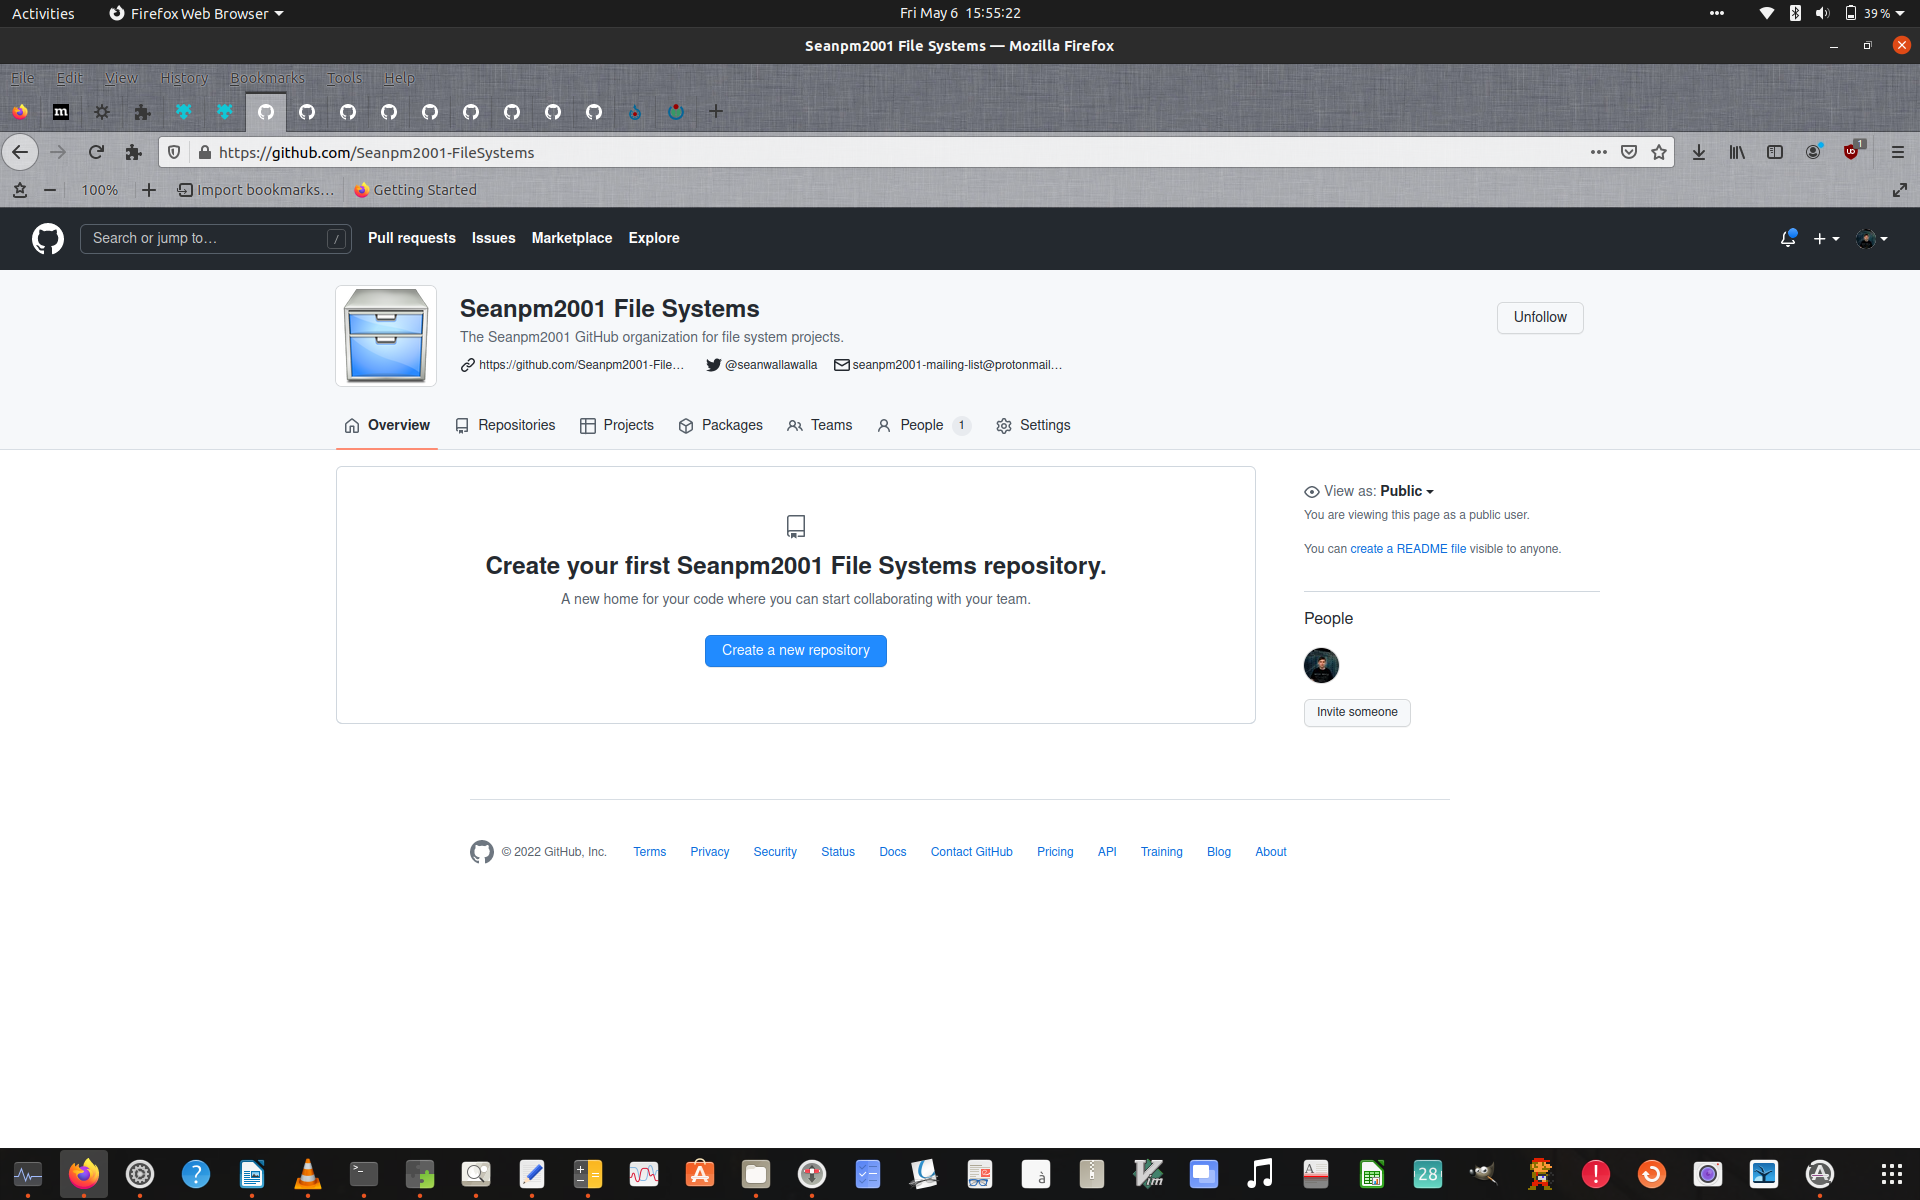 Activities
Firefox Web Browser
Fri May 6 15:55:22
39 %
Seanpm2001 File Systems — Mozilla Firefox
File Edit View History Bookmarks Tools Help
m
https://github.com/Seanpm2001-FileSystems
1
100%
Import bookmarks…
Getting Started
Search or jump to…
/
Pull requests Issues Marketplace Explore
Seanpm2001 File Systems
The Seanpm2001 GitHub organization for file system projects.
https://github.com/Seanpm2001-File…
@seanwallawalla
seanpm2001-mailing-list@protonmail…
Unfollow
Overview Repositories Projects Packages Teams People 1 Settings
Create your first Seanpm2001 File Systems repository.
A new home for your code where you can start collaborating with your team.
Create a new repository
View as: Public
You are viewing this page as a public user.
You can create a README file visible to anyone.
People
Invite someone
© 2022 GitHub, Inc. Terms Privacy Security Status Docs Contact GitHub Pricing API Training Blog About
?
>_
à
Vim
A
28
!